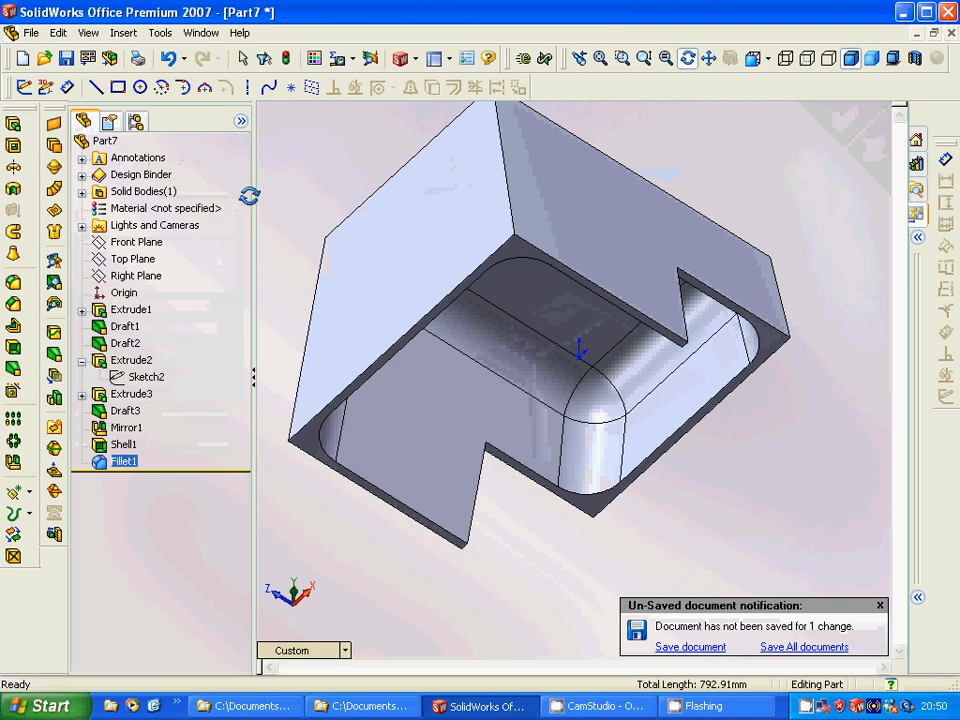 SolidWorks Office Premium 2007 - [Part7 *]
File Edit View Insert Tools Window Help
Part7
Annotations
Design Binder
Solid Bodies(1)
Material <not specified>
Lights and Cameras
Front Plane
Top Plane
Right Plane
Origin
Extrude1
Draft1
Draft2
Extrude2
Sketch2
Extrude3
Draft3
Mirror1
Shell1
Fillet1
Z Y X
Un-Saved document notification: x
Document has not been saved for 1 change.
Save document Save All documents
Custom
Ready Total Length: 792.91mm Editing Part ?
Start C:\Documents... C:\Documents... SolidWorks Of... CamStudio - O... Flashing 20:50